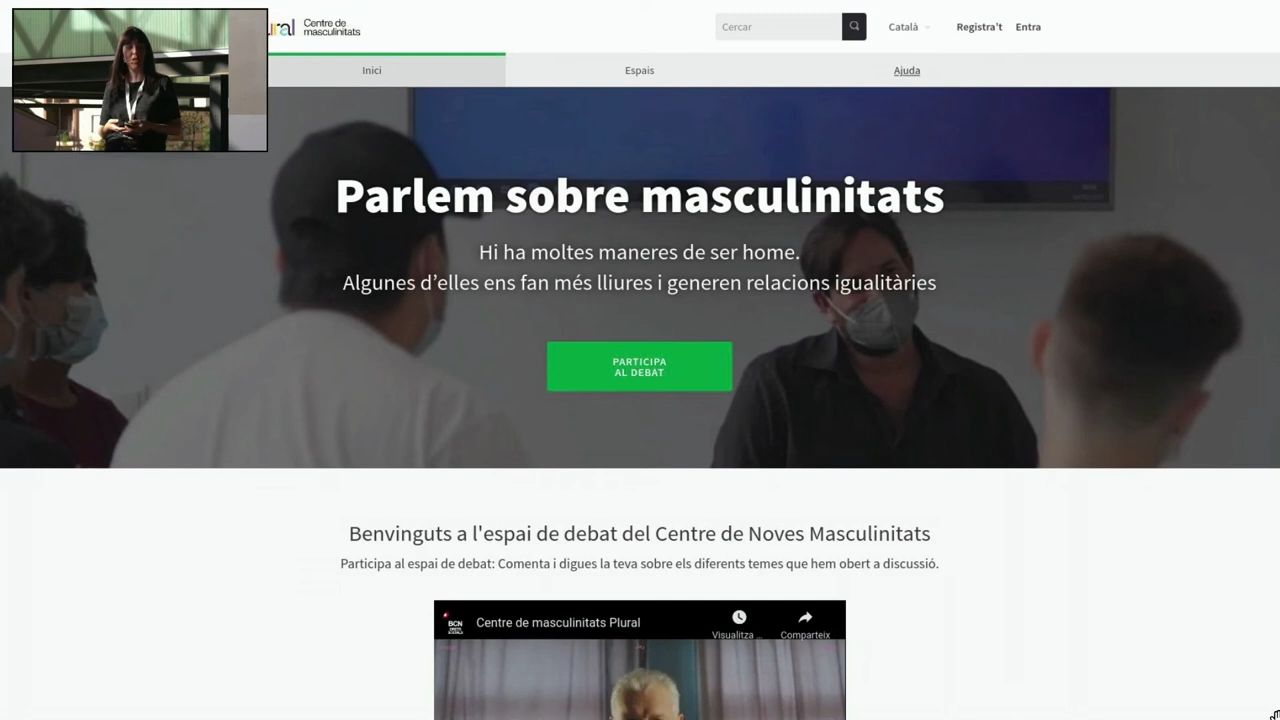 ural Centre de
masculinitats
Cercar
Català
Registra't
Entra
Inici
Espais
Ajuda
Parlem sobre masculinitats
Hi ha moltes maneres de ser home.
Algunes d'elles ens fan més lliures i generen relacions igualitàries
PARTICIPA
AL DEBAT
Benvinguts a l'espai de debat del Centre de Noves Masculinitats
Participa al espai de debat: Comenta i digues la teva sobre els diferents temes que hem obert a discussió.
BCN
Centre de masculinitats Plural
Visualitza ...
Comparteix